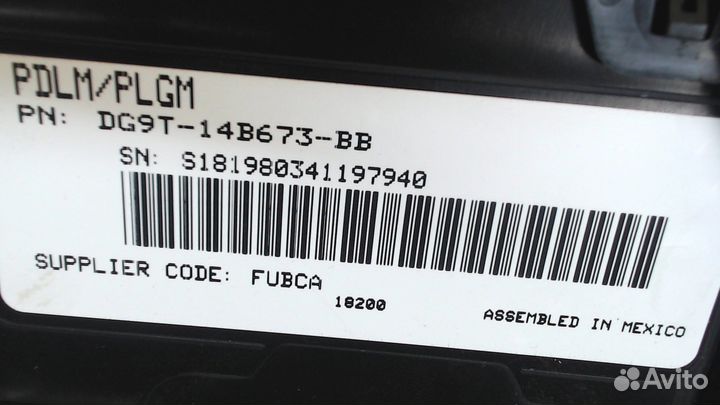 PDLM/PLGM
PN: DG9T-14B673-BB
SN: S181980341197940
SUPPLIER CODE: FUBCA
18200
ASSEMBLED IN MEXICO
Avito